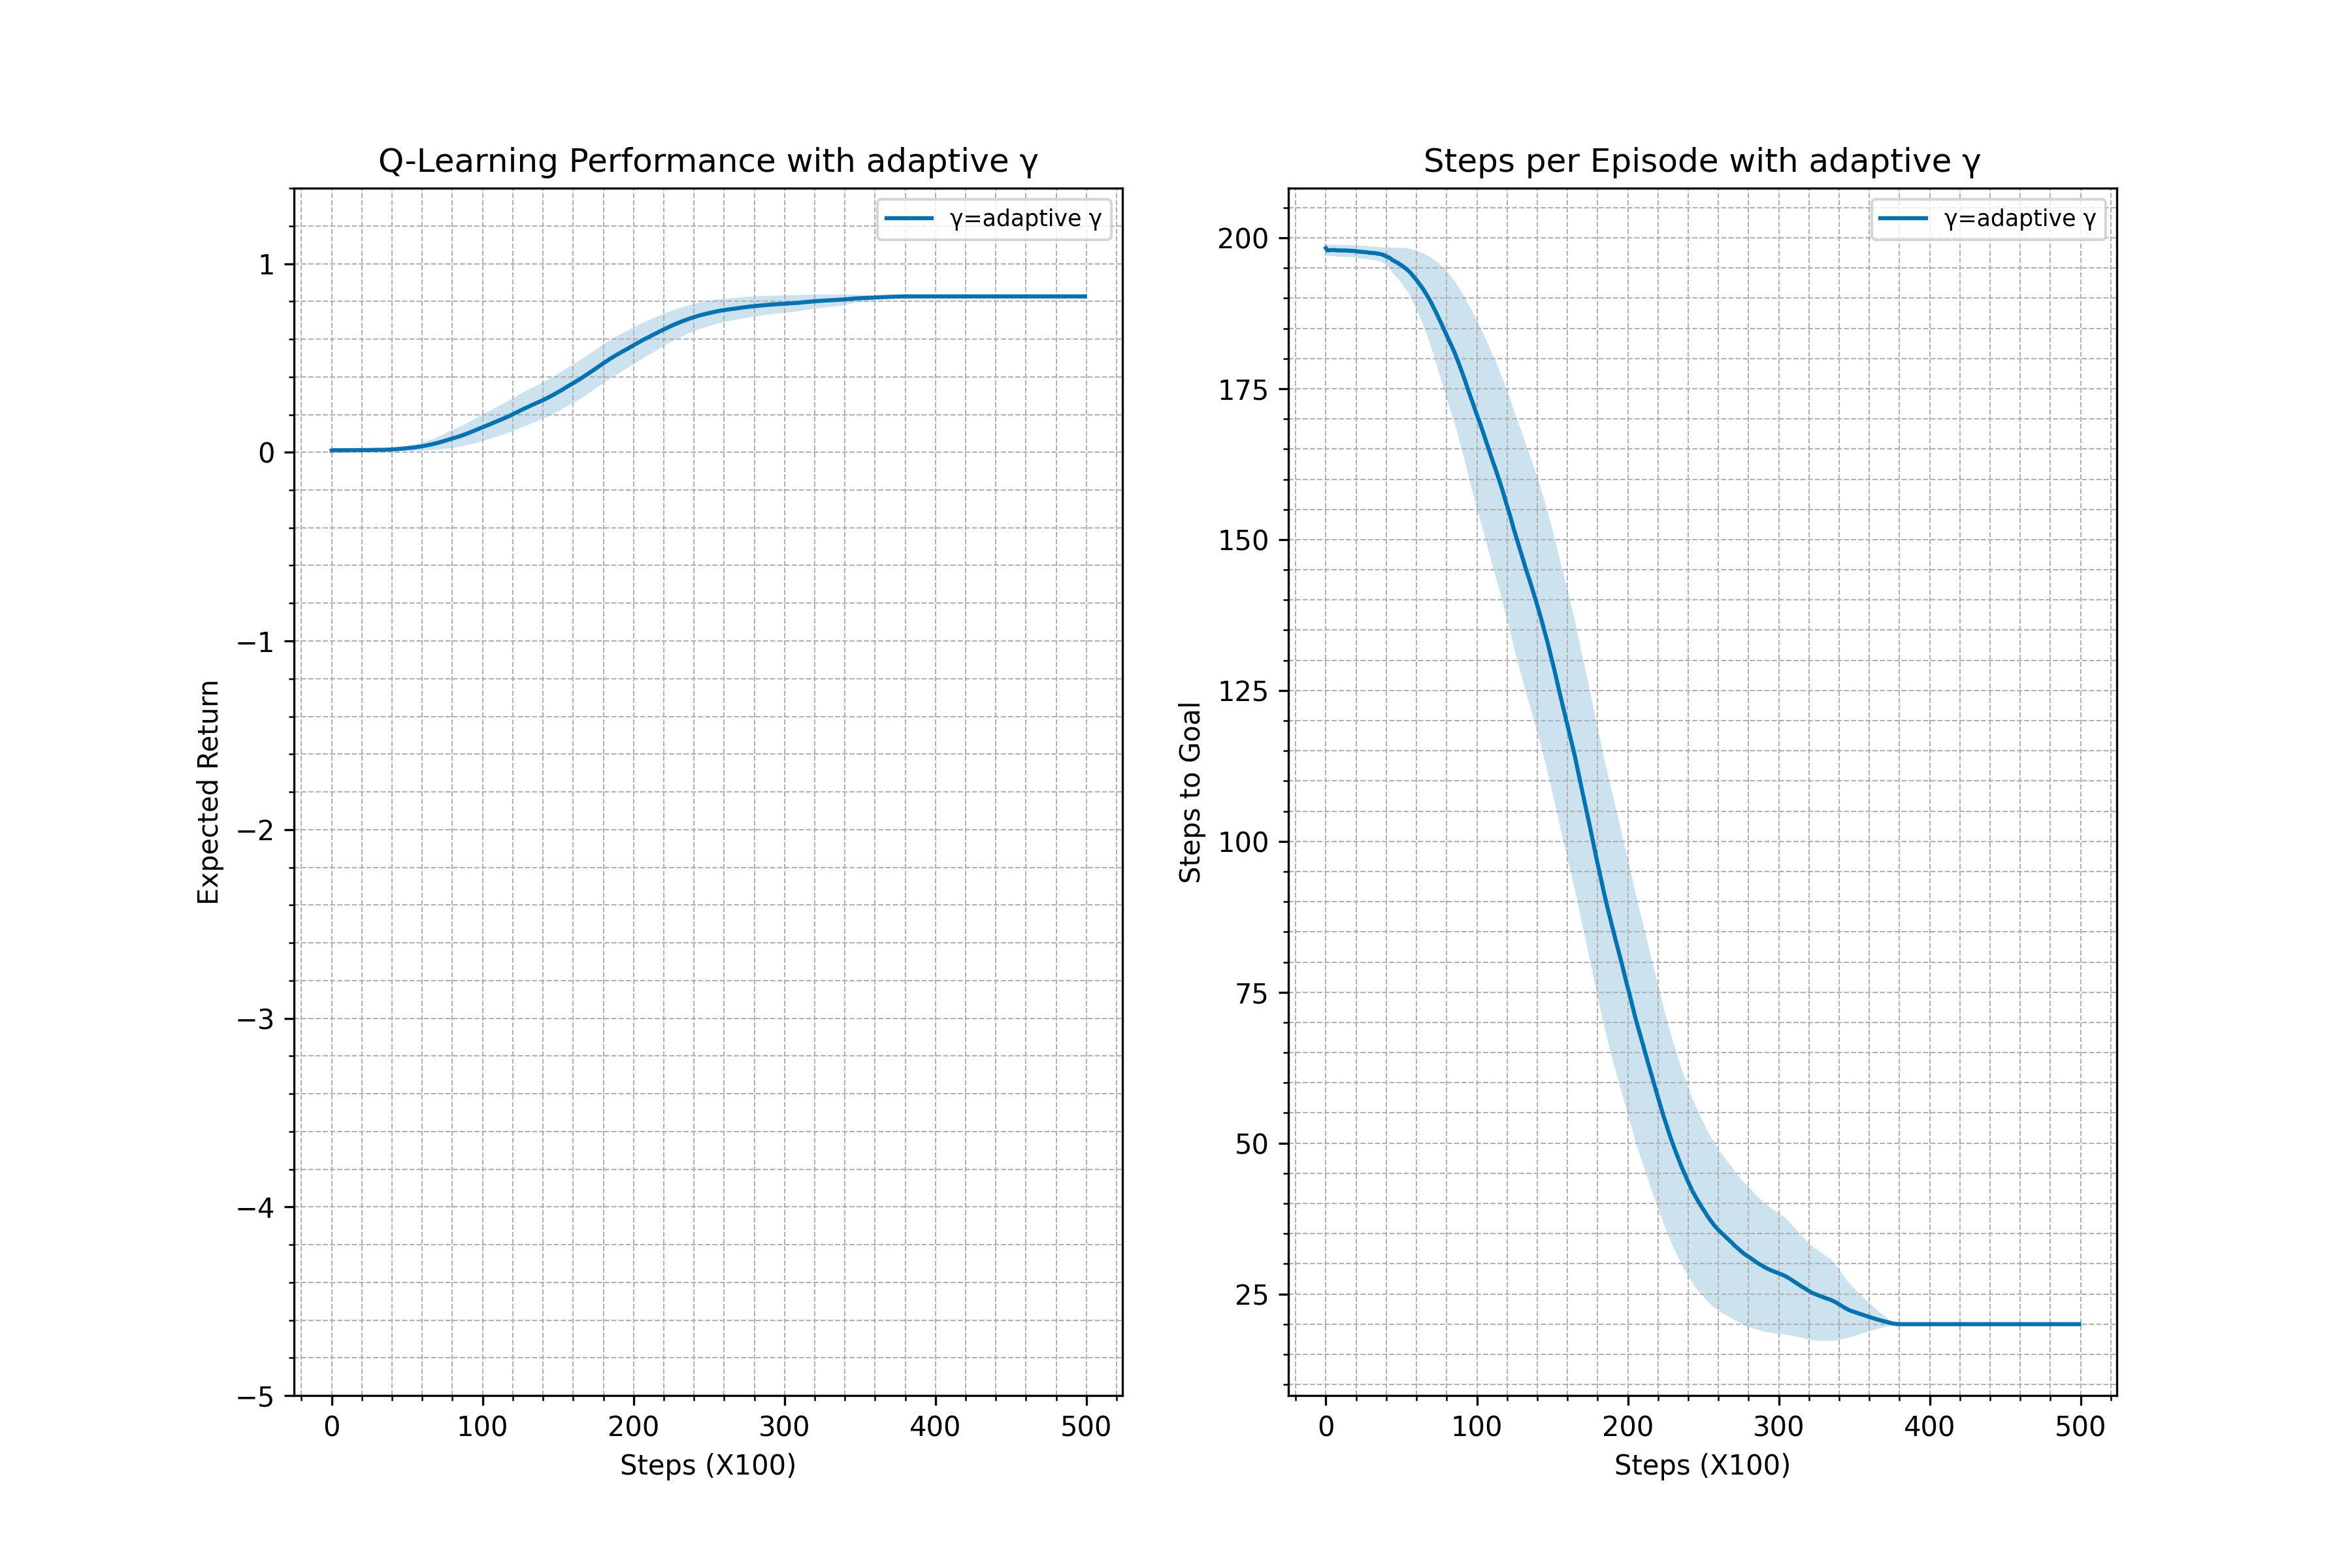 Q-Learning Performance with adaptive γ
γ=adaptive γ
1
0
−1
−2
−3
−4
−5
Expected Return
0 100 200 300 400 500
Steps (X100)
Steps per Episode with adaptive γ
γ=adaptive γ
200
175
150
125
100
75
50
25
Steps to Goal
0 100 200 300 400 500
Steps (X100)